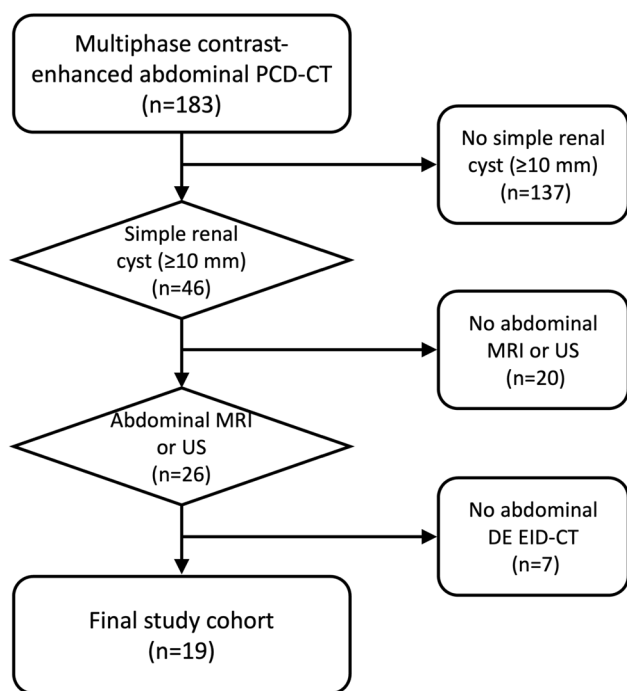 Multiphase contrast-
enhanced abdominal PCD-CT
(n=183)
No simple renal
cyst (≥10 mm)
(n=137)
Simple renal
cyst (≥10 mm)
(n=46)
No abdominal
MRI or US
(n=20)
Abdominal MRI
or US
(n=26)
No abdominal
DE EID-CT
(n=7)
Final study cohort
(n=19)